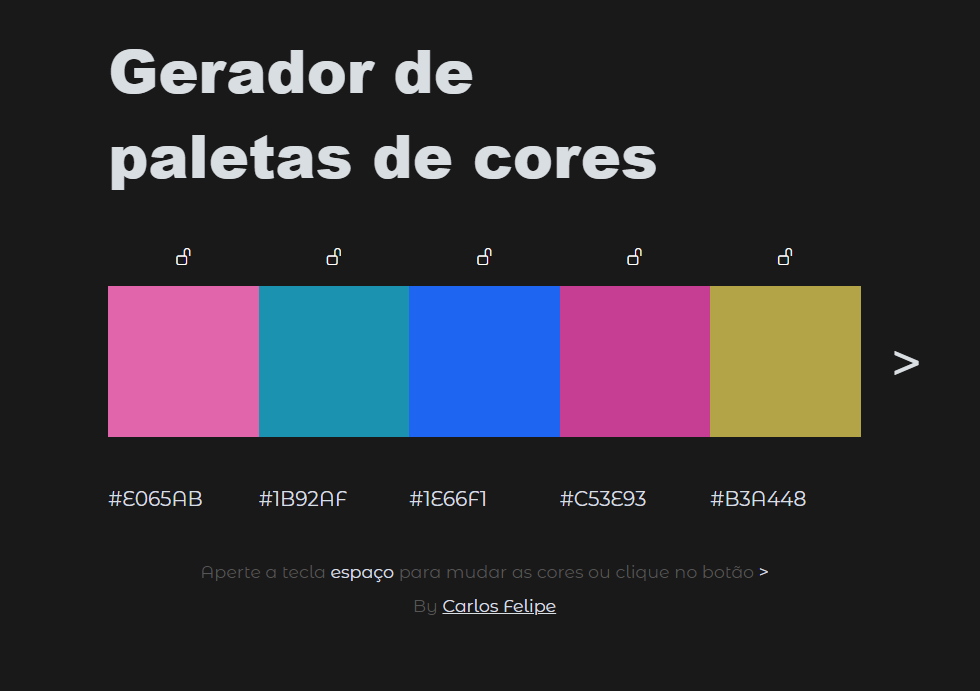 Gerador de
paletas de cores
>
#E065AB #1B92AF #1E66F1 #C53E93 #B3A448
Aperte a tecla espaço para mudar as cores ou clique no botão >
By Carlos Felipe